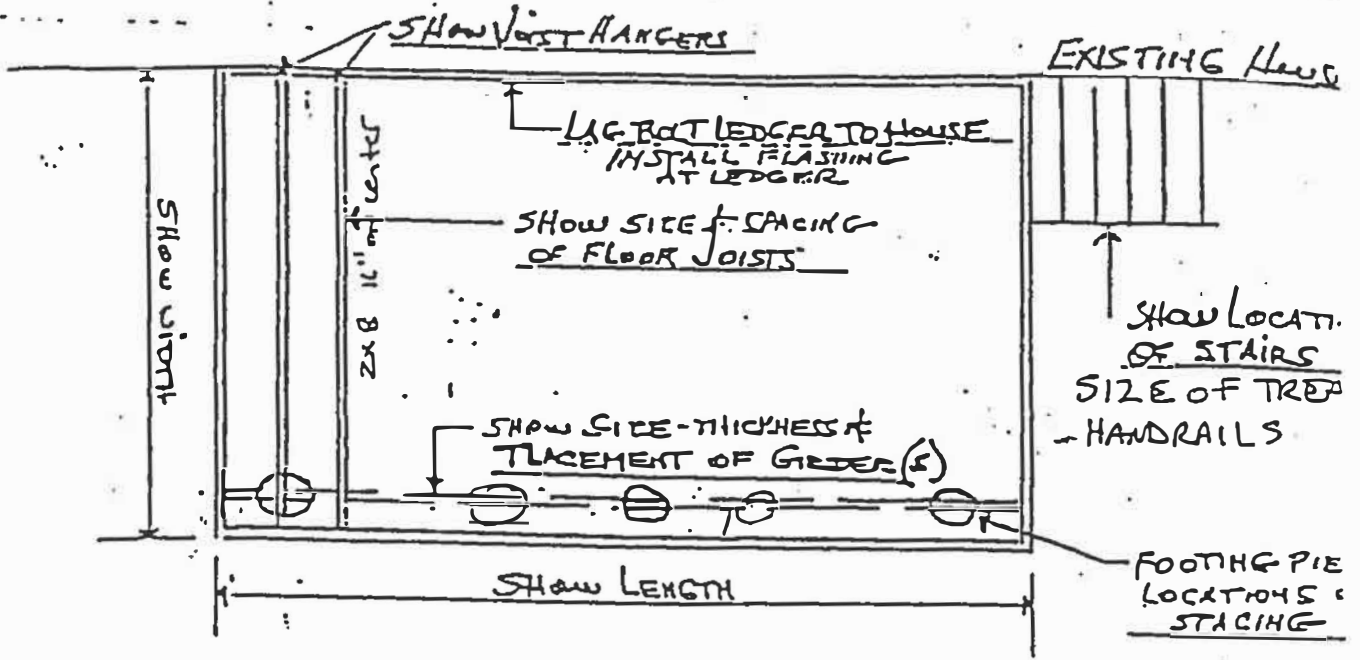 SHOW JOIST HANGERS
EXISTING HOUS
LAG BOLT LEDGER TO HOUSE
INSTALL FLASHING
AT LEDGER
SHOW SIZE & SPACING
OF FLOOR JOISTS
2x8 16" center
SHOW WIDTH
SHOW LOCATI
OF STAIRS
SIZE OF TREA
- HANDRAILS
SHOW SIZE-THICKNESS &
PLACEMENT OF GIRDER(S)
FOOTING PIE
LOCATIONS
SPACING
SHOW LENGTH